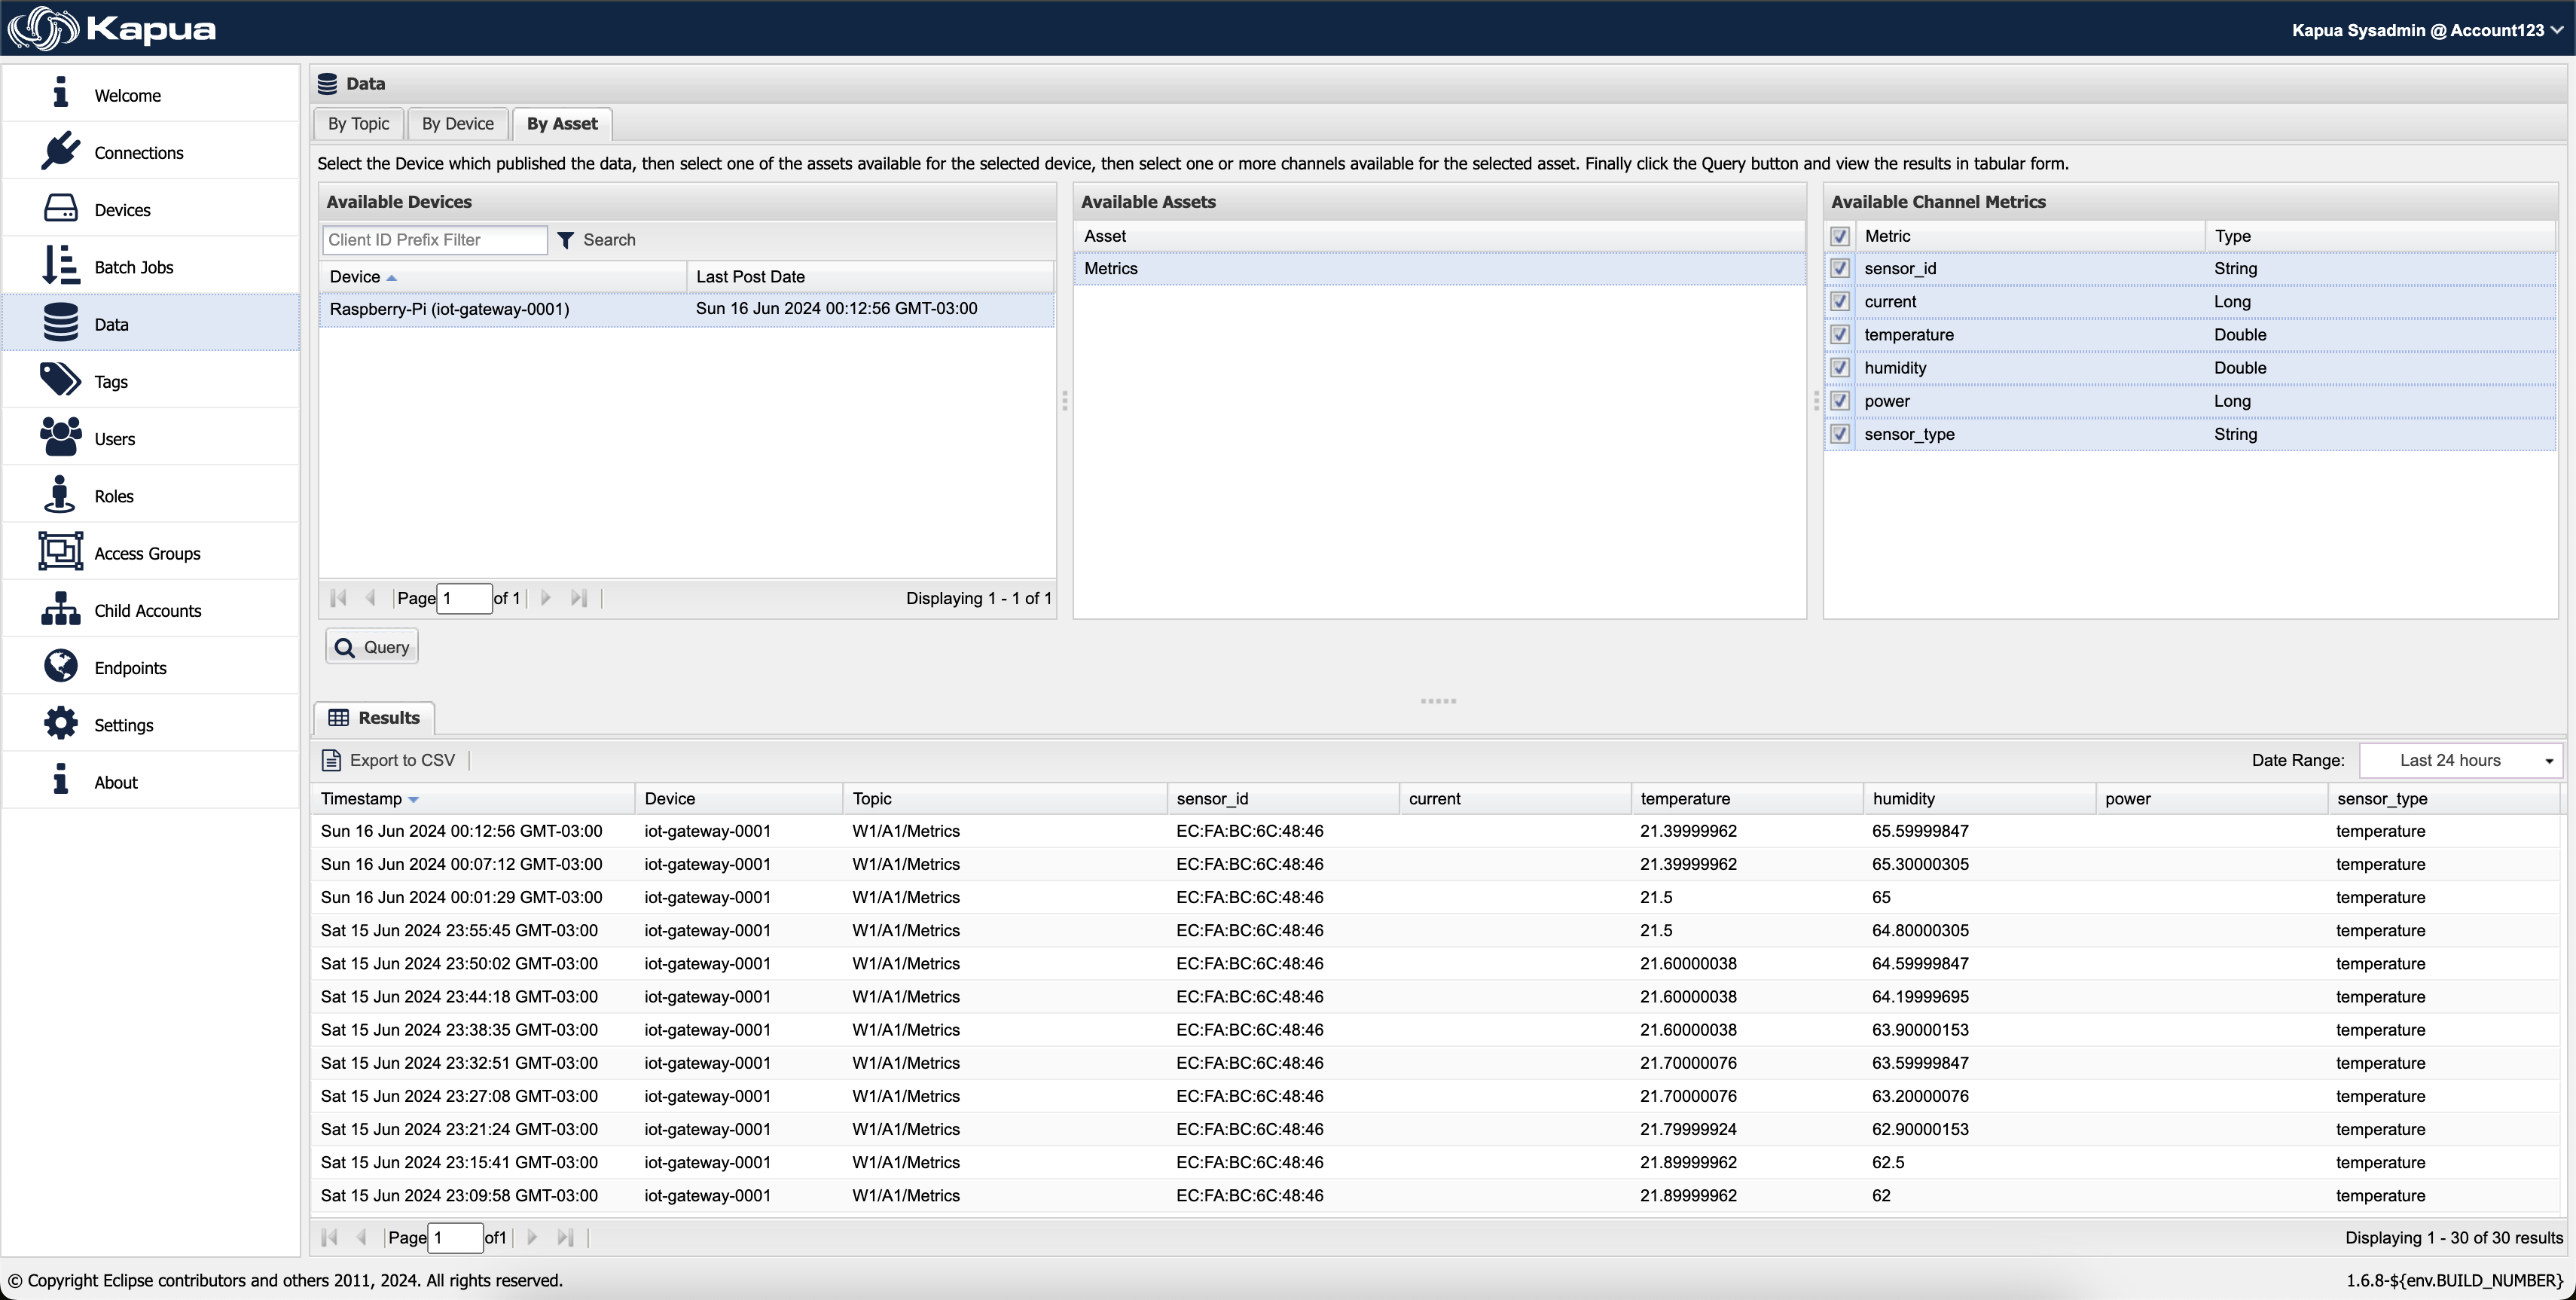 Kapua
Kapua Sysadmin @ Account123
Welcome
Connections
Devices
Batch Jobs
Data
Tags
Users
Roles
Access Groups
Child Accounts
Endpoints
Settings
About
Data
By Topic By Device By Asset
Select the Device which published the data, then select one of the assets available for the selected device, then select one or more channels available for the selected asset. Finally click the Query button and view the results in tabular form.
Available Devices
Client ID Prefix Filter Search
Device Last Post Date
Raspberry-Pi (iot-gateway-0001) Sun 16 Jun 2024 00:12:56 GMT-03:00
Page 1 of 1 Displaying 1 - 1 of 1
Available Assets
Asset
Metrics
Available Channel Metrics
Metric Type
sensor_id String
current Long
temperature Double
humidity Double
power Long
sensor_type String
Query
Results
Export to CSV Date Range: Last 24 hours
Timestamp Device Topic sensor_id current temperature humidity power sensor_type
Sun 16 Jun 2024 00:12:56 GMT-03:00 iot-gateway-0001 W1/A1/Metrics EC:FA:BC:6C:48:46 21.39999962 65.59999847 temperature
Sun 16 Jun 2024 00:07:12 GMT-03:00 iot-gateway-0001 W1/A1/Metrics EC:FA:BC:6C:48:46 21.39999962 65.30000305 temperature
Sun 16 Jun 2024 00:01:29 GMT-03:00 iot-gateway-0001 W1/A1/Metrics EC:FA:BC:6C:48:46 21.5 65 temperature
Sat 15 Jun 2024 23:55:45 GMT-03:00 iot-gateway-0001 W1/A1/Metrics EC:FA:BC:6C:48:46 21.5 64.80000305 temperature
Sat 15 Jun 2024 23:50:02 GMT-03:00 iot-gateway-0001 W1/A1/Metrics EC:FA:BC:6C:48:46 21.60000038 64.59999847 temperature
Sat 15 Jun 2024 23:44:18 GMT-03:00 iot-gateway-0001 W1/A1/Metrics EC:FA:BC:6C:48:46 21.60000038 64.19999695 temperature
Sat 15 Jun 2024 23:38:35 GMT-03:00 iot-gateway-0001 W1/A1/Metrics EC:FA:BC:6C:48:46 21.60000038 63.90000153 temperature
Sat 15 Jun 2024 23:32:51 GMT-03:00 iot-gateway-0001 W1/A1/Metrics EC:FA:BC:6C:48:46 21.70000076 63.59999847 temperature
Sat 15 Jun 2024 23:27:08 GMT-03:00 iot-gateway-0001 W1/A1/Metrics EC:FA:BC:6C:48:46 21.70000076 63.20000076 temperature
Sat 15 Jun 2024 23:21:24 GMT-03:00 iot-gateway-0001 W1/A1/Metrics EC:FA:BC:6C:48:46 21.79999924 62.90000153 temperature
Sat 15 Jun 2024 23:15:41 GMT-03:00 iot-gateway-0001 W1/A1/Metrics EC:FA:BC:6C:48:46 21.89999962 62.5 temperature
Sat 15 Jun 2024 23:09:58 GMT-03:00 iot-gateway-0001 W1/A1/Metrics EC:FA:BC:6C:48:46 21.89999962 62 temperature
Page 1 of1 Displaying 1 - 30 of 30 results
© Copyright Eclipse contributors and others 2011, 2024. All rights reserved. 1.6.8-${env.BUILD_NUMBER}